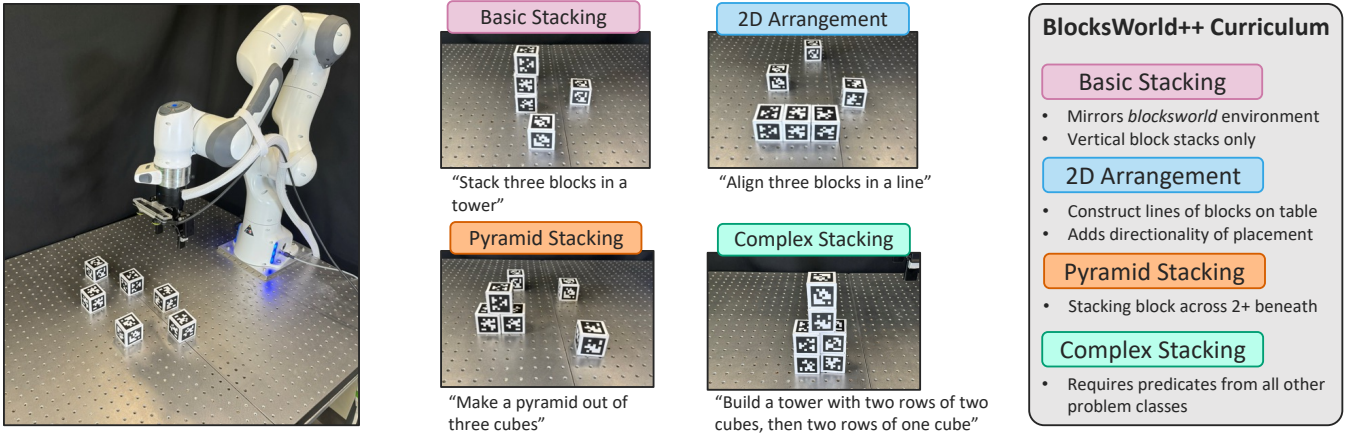 Basic Stacking
“Stack three blocks in a
tower”
2D Arrangement
“Align three blocks in a line”
Pyramid Stacking
“Make a pyramid out of
three cubes”
Complex Stacking
“Build a tower with two rows of two
cubes, then two rows of one cube”
BlocksWorld++ Curriculum
Basic Stacking
• Mirrors blocksworld environment
• Vertical block stacks only
2D Arrangement
• Construct lines of blocks on table
• Adds directionality of placement
Pyramid Stacking
• Stacking block across 2+ beneath
Complex Stacking
• Requires predicates from all other
problem classes